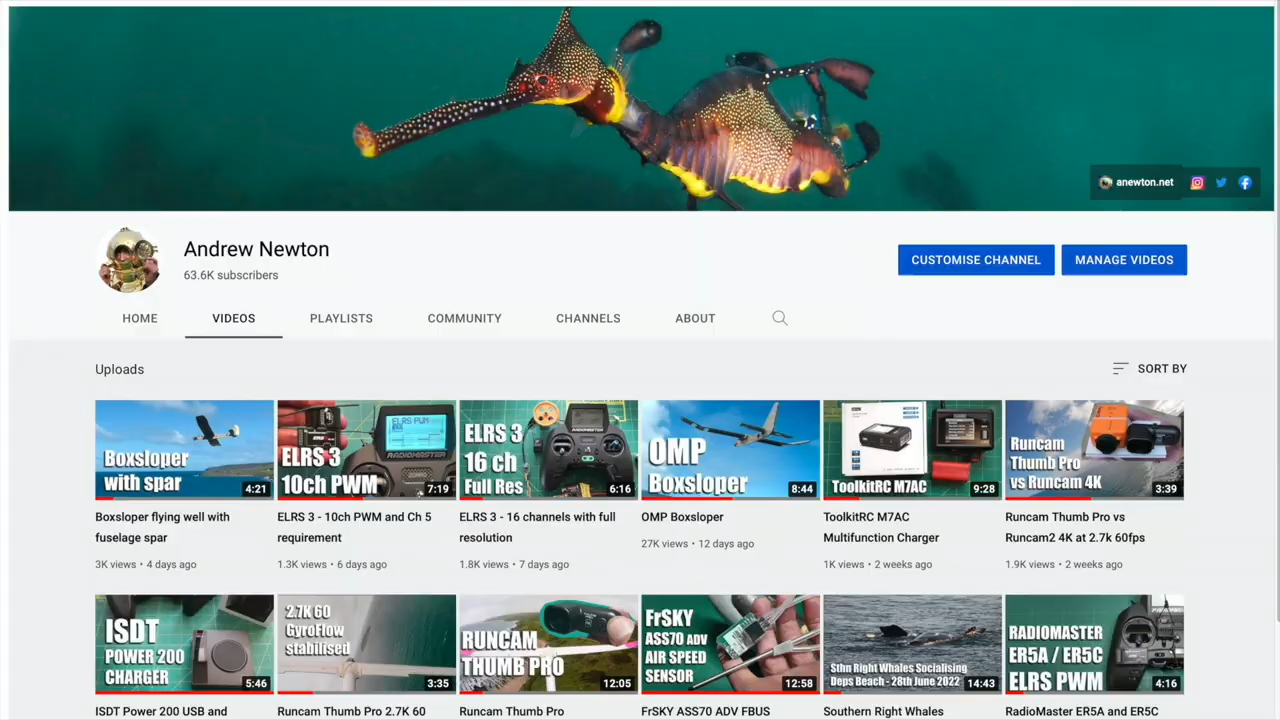 anewton.net
Andrew Newton
63.6K subscribers
CUSTOMISE CHANNEL
MANAGE VIDEOS
HOME
VIDEOS
PLAYLISTS
COMMUNITY
CHANNELS
ABOUT
Uploads
SORT BY
Boxsloper
with spar
4:21
ELRS PWM
RADIOMASTER
ELRS 3
10ch PWM
7:19
ELRS 3
16 ch
Full Res
6:16
OMP
Boxsloper
8:44
ToolkitRC M7AC
9:28
Runcam
Thumb Pro
vs Runcam 4K
3:39
Boxsloper flying well with
fuselage spar
3K views • 4 days ago
ELRS 3 - 10ch PWM and Ch 5
requirement
1.3K views • 6 days ago
ELRS 3 - 16 channels with full
resolution
1.8K views • 7 days ago
OMP Boxsloper
27K views • 12 days ago
ToolkitRC M7AC
Multifunction Charger
1K views • 2 weeks ago
Runcam Thumb Pro vs
Runcam2 4K at 2.7k 60fps
1.9K views • 2 weeks ago
ISDT
POWER 200
CHARGER
5:46
2.7K 60
GyroFlow
stabilised
3:35
RUNCAM
THUMB PRO
12:05
FrSKY
ASS70 ADV
AIR SPEED
SENSOR
12:58
Sthn Right Whales Socialising
Deps Beach - 28th June 2022
14:43
RADIOMASTER
ER5A / ER5C
ELRS PWM
4:16
ISDT Power 200 USB and
Runcam Thumb Pro 2.7K 60
Runcam Thumb Pro
FrSKY ASS70 ADV FBUS
Southern Right Whales
RadioMaster ER5A and ER5C